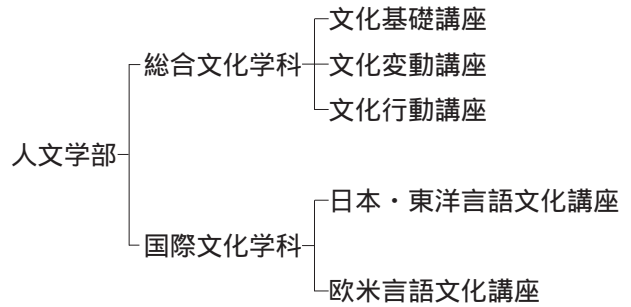 人文学部
総合文化学科
文化基礎講座
文化変動講座
文化行動講座
国際文化学科
日本・東洋言語文化講座
欧米言語文化講座